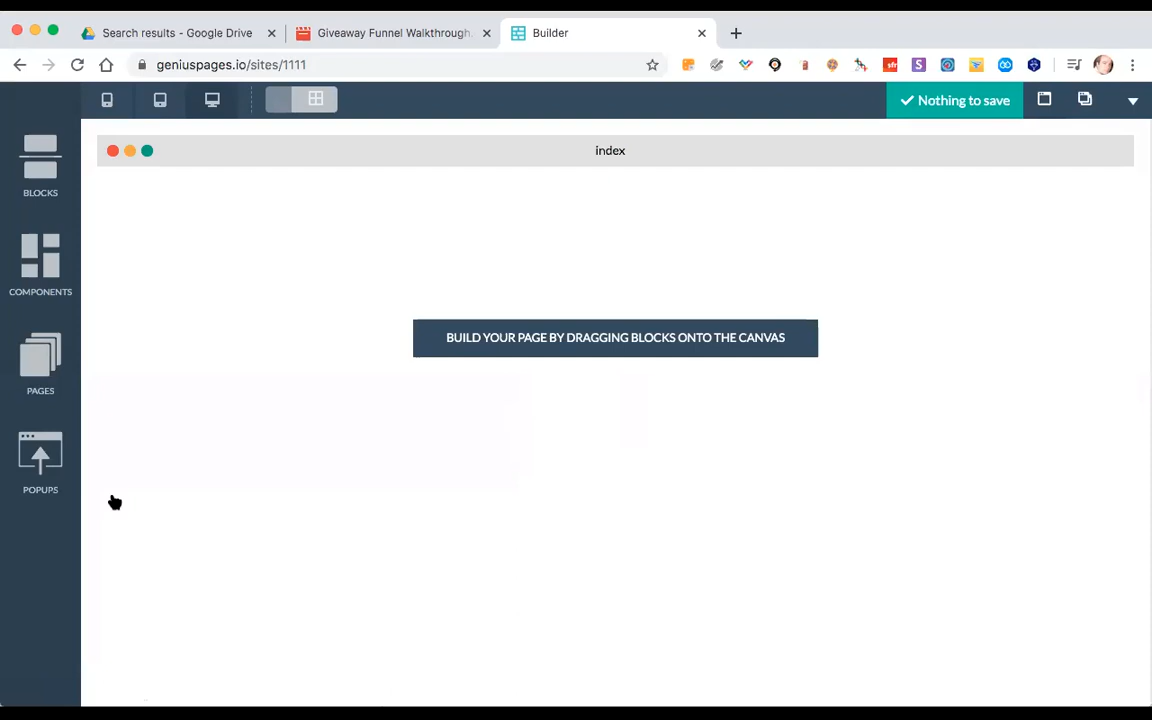 Search results - Google Drive
Giveaway Funnel Walkthrough
Builder
geniuspages.io/sites/1111
Nothing to save
index
BLOCKS
COMPONENTS
PAGES
POPUPS
BUILD YOUR PAGE BY DRAGGING BLOCKS ONTO THE CANVAS